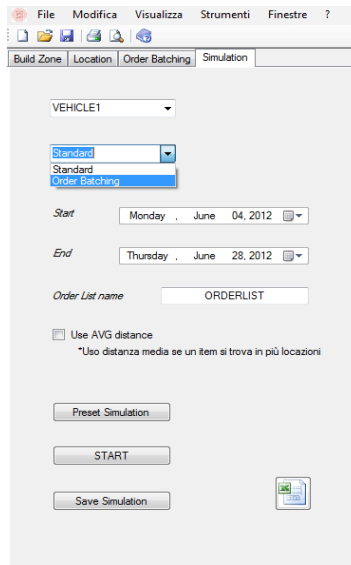 File Modifica Visualizza Strumenti Finestre ?
Build Zone Location Order Batching Simulation
VEHICLE1
Standard
Standard
Order Batching
Start Monday , June 04, 2012
End Thursday , June 28, 2012
Order List name ORDERLIST
Use AVG distance
*Uso distanza media se un item si trova in più locazioni
Preset Simulation
START
Save Simulation